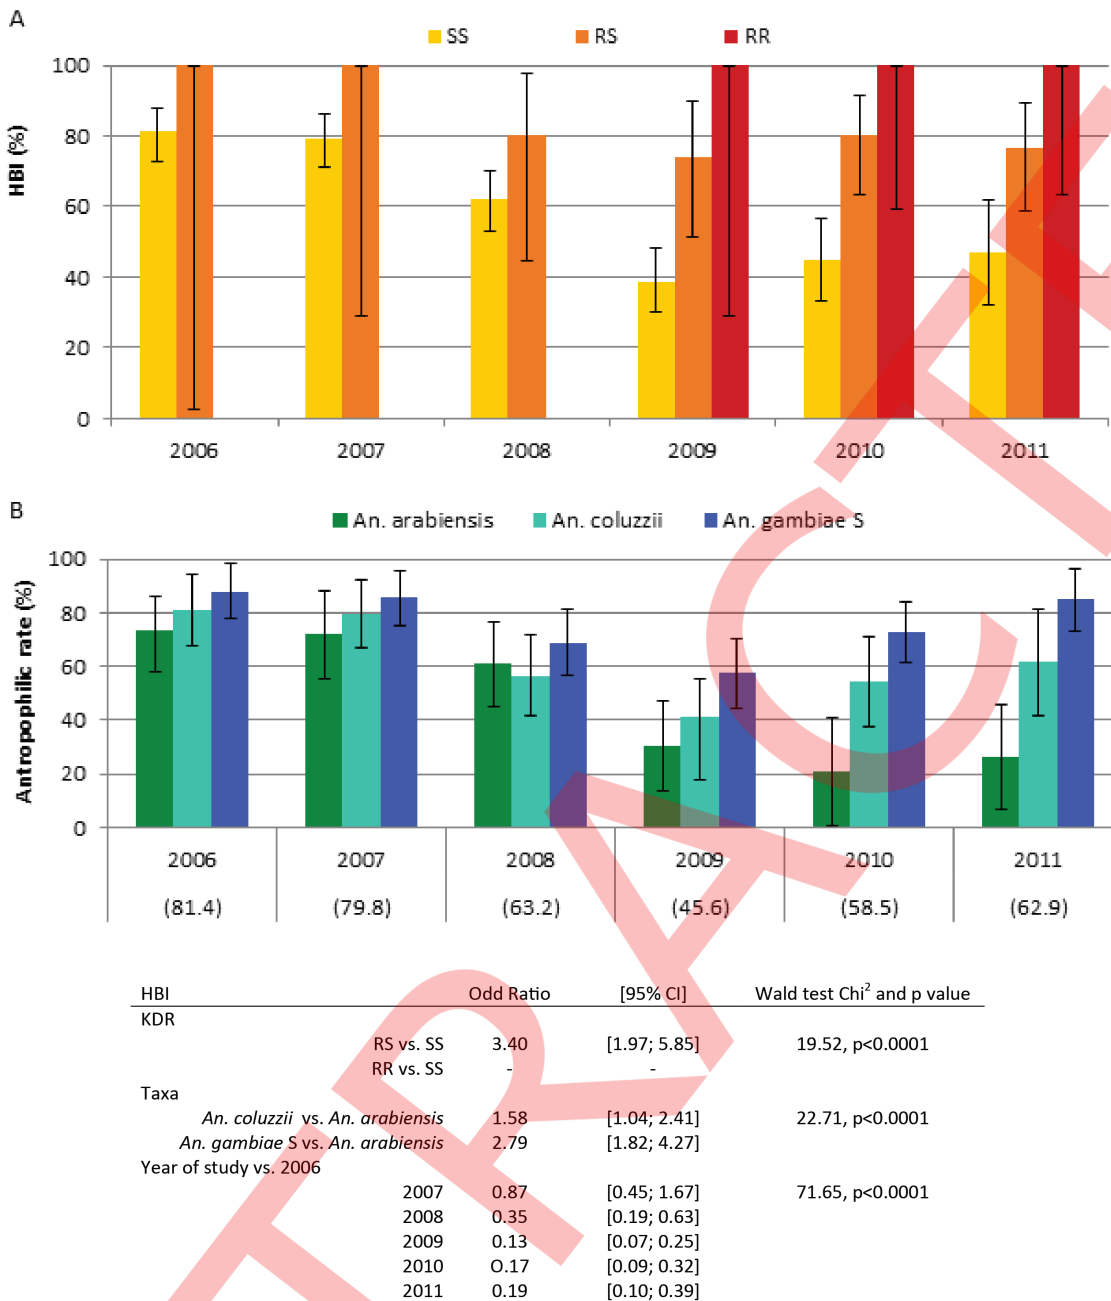 A
SS RS RR
HBI (%)
100
80
60
40
20
0
2006 2007 2008 2009 2010 2011
B
An. arabiensis An. coluzzii An. gambiae S
Antropophilic rate (%)
100
80
60
40
20
0
2006 2007 2008 2009 2010 2011
(81.4) (79.8) (63.2) (45.6) (58.5) (62.9)
HBI Odd Ratio [95% CI] Wald test Chi² and p value
KDR
RS vs. SS 3.40 [1.97; 5.85] 19.52, p<0.0001
RR vs. SS - -
Taxa
An. coluzzii vs. An. arabiensis 1.58 [1.04; 2.41] 22.71, p<0.0001
An. gambiae S vs. An. arabiensis 2.79 [1.82; 4.27]
Year of study vs. 2006
2007 0.87 [0.45; 1.67] 71.65, p<0.0001
2008 0.35 [0.19; 0.63]
2009 0.13 [0.07; 0.25]
2010 O.17 [0.09; 0.32]
2011 0.19 [0.10; 0.39]
TRACTE